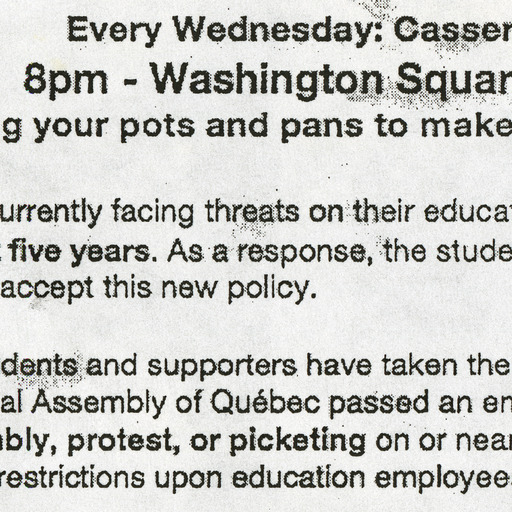 Every Wednesday: Casser
8pm - Washington Squar
g your pots and pans to make
urrently facing threats on their educat
five years. As a response, the stude
accept this new policy.
dents and supporters have taken the
al Assembly of Québec passed an en
bly, protest, or picketing on or near
restrictions upon education employee